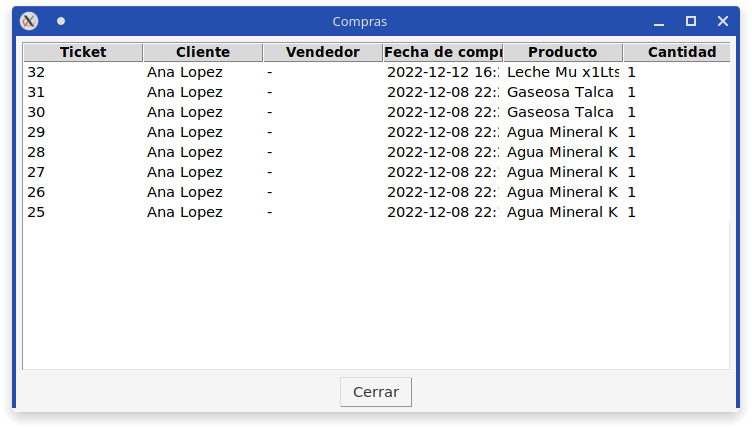 Compras
Ticket Cliente Vendedor Fecha de comp Producto Cantidad
32 Ana Lopez - 2022-12-12 16: Leche Mu x1Lts 1
31 Ana Lopez - 2022-12-08 22: Gaseosa Talca 1
30 Ana Lopez - 2022-12-08 22: Gaseosa Talca 1
29 Ana Lopez - 2022-12-08 22: Agua Mineral K 1
28 Ana Lopez - 2022-12-08 22: Agua Mineral K 1
27 Ana Lopez - 2022-12-08 22: Agua Mineral K 1
26 Ana Lopez - 2022-12-08 22: Agua Mineral K 1
25 Ana Lopez - 2022-12-08 22: Agua Mineral K 1
Cerrar